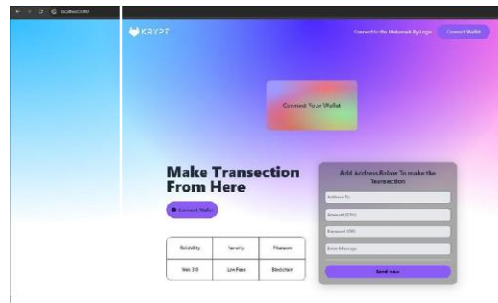 localhost:5173
KRYPT
Connect to the Metamask By Login
Connect Wallet
Connect Your Wallet
Make Transection
From Here
Connect Wallet
Reliability
Security
Ethereum
Web 3.0
Low Fees
Blockchain
Add Address Below To make the
Transection
Address To
Amount (ETH)
Keyword (Gif)
Enter Message
Send now